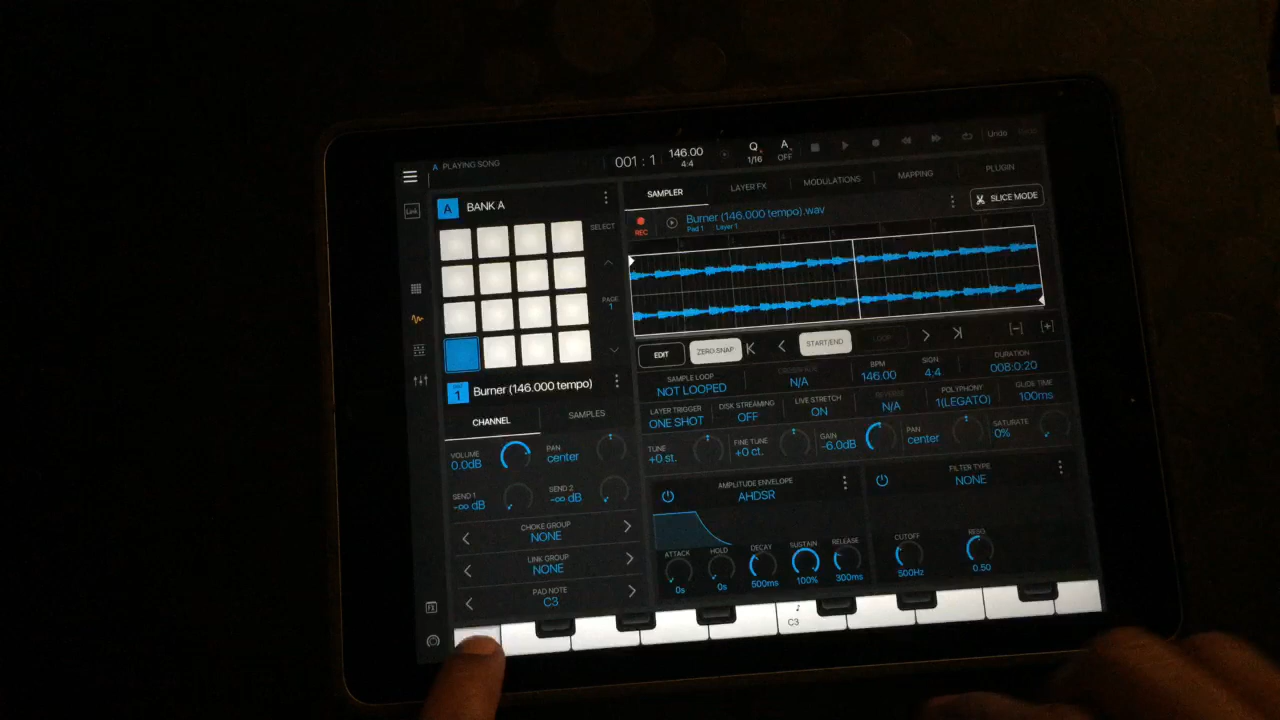 A PLAYING SONG
001 : 1
146.00
4:4
Q
1/16
A
OFF
Undo
Link
A BANK A
SELECT
PAGE
1
1 Burner (146.000 tempo)
CHANNEL SAMPLES
VOLUME
0.0dB
PAN
center
SEND 1
-∞ dB
SEND 2
-∞ dB
CHOKE GROUP
NONE
LINK GROUP
NONE
PAD NOTE
C3
FX
SAMPLER LAYER FX MODULATIONS MAPPING PLUGIN
REC
Burner (146.000 tempo).wav
Pad 1 Layer 1
SLICE MODE
EDIT ZERO-SNAP START/END LOOP [-] [+]
SAMPLE LOOP
NOT LOOPED
CROSSFADE
N/A
BPM
146.00
SIGN
4:4
DURATION
008:0:20
LAYER TRIGGER
ONE SHOT
DISK STREAMING
OFF
LIVE STRETCH
ON
REVERSE
N/A
POLYPHONY
1(LEGATO)
GLIDE TIME
100ms
TUNE
+0 st.
FINE TUNE
+0 ct.
GAIN
-6.0dB
PAN
center
SATURATE
0%
AMPLITUDE ENVELOPE
AHDSR
ATTACK
0s
HOLD
0s
DECAY
500ms
SUSTAIN
100%
RELEASE
300ms
FILTER TYPE
NONE
CUTOFF
500Hz
RESO
0.50
C3